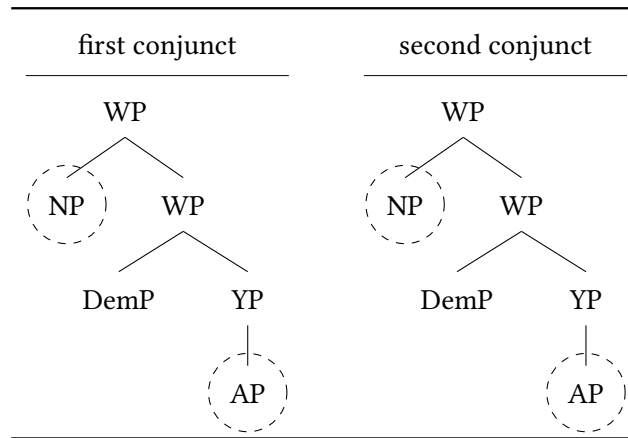 first conjunct second conjunct
WP WP
NP WP NP WP
DemP YP DemP YP
AP AP